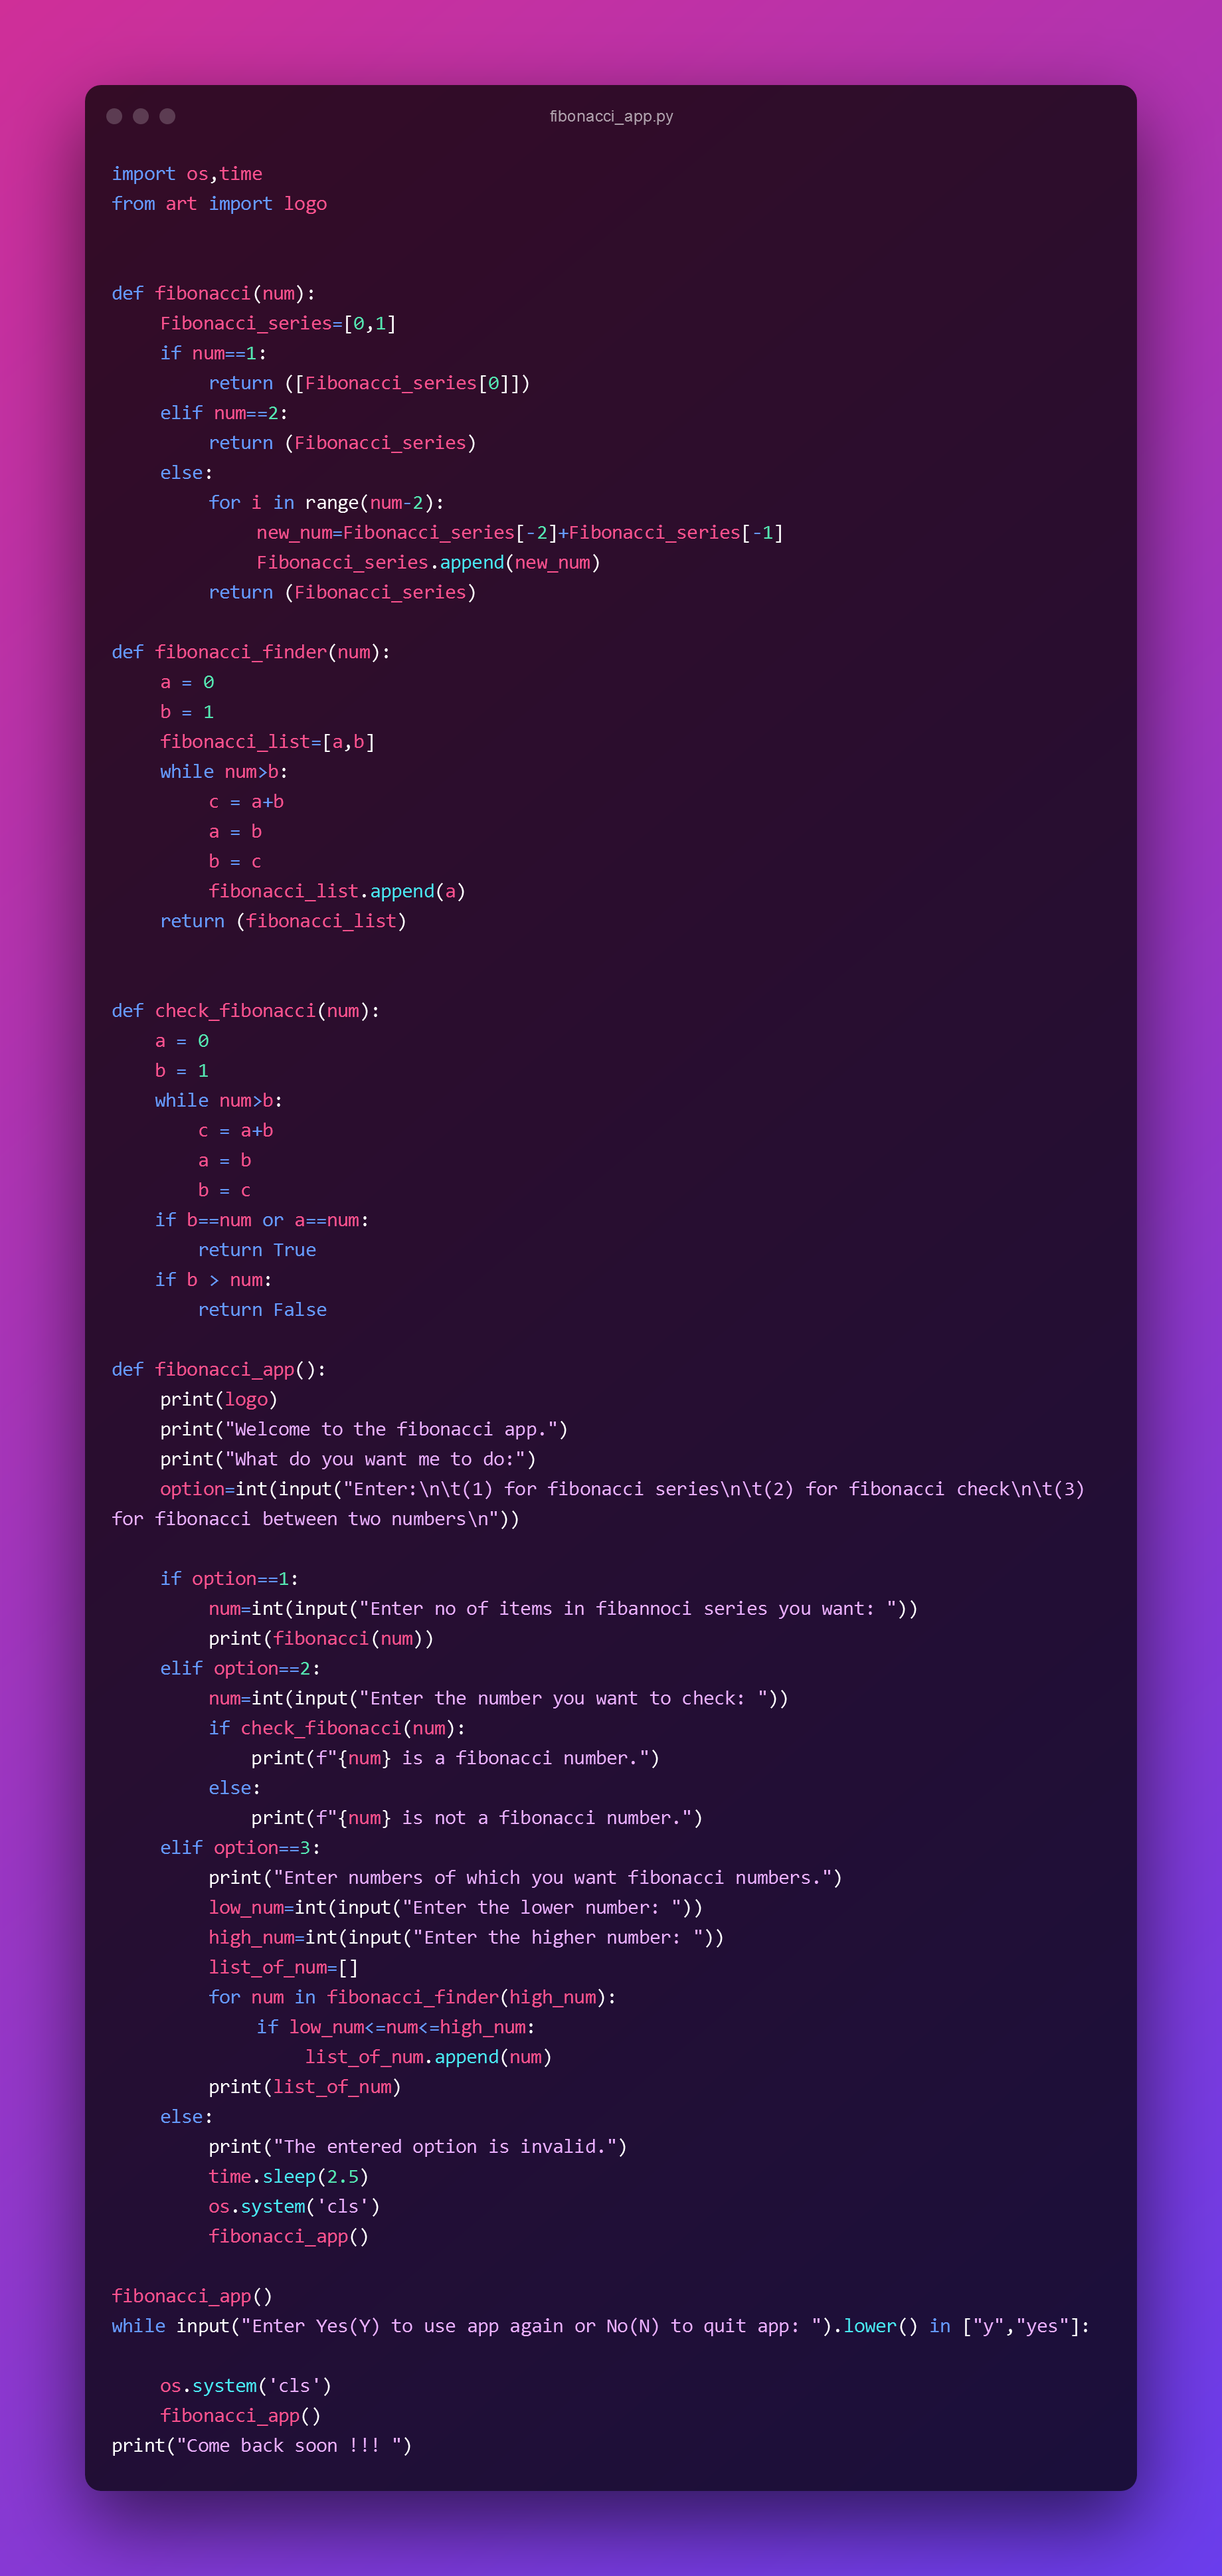 fibonacci_app.py
import os,time
from art import logo
def fibonacci(num):
Fibonacci_series=[0,1]
if num==1:
return ([Fibonacci_series[0]])
elif num==2:
return (Fibonacci_series)
else:
for i in range(num-2):
new_num=Fibonacci_series[-2]+Fibonacci_series[-1]
Fibonacci_series.append(new_num)
return (Fibonacci_series)
def fibonacci_finder(num):
a = 0
b = 1
fibonacci_list=[a,b]
while num>b:
c = a+b
a = b
b = c
fibonacci_list.append(a)
return (fibonacci_list)
def check_fibonacci(num):
a = 0
b = 1
while num>b:
c = a+b
a = b
b = c
if b==num or a==num:
return True
if b > num:
return False
def fibonacci_app():
print(logo)
print("Welcome to the fibonacci app.")
print("What do you want me to do:")
option=int(input("Enter:\n\t(1) for fibonacci series\n\t(2) for fibonacci check\n\t(3)
for fibonacci between two numbers\n"))
if option==1:
num=int(input("Enter no of items in fibannoci series you want: "))
print(fibonacci(num))
elif option==2:
num=int(input("Enter the number you want to check: "))
if check_fibonacci(num):
print(f"{num} is a fibonacci number.")
else:
print(f"{num} is not a fibonacci number.")
elif option==3:
print("Enter numbers of which you want fibonacci numbers.")
low_num=int(input("Enter the lower number: "))
high_num=int(input("Enter the higher number: "))
list_of_num=[]
for num in fibonacci_finder(high_num):
if low_num<=num<=high_num:
list_of_num.append(num)
print(list_of_num)
else:
print("The entered option is invalid.")
time.sleep(2.5)
os.system('cls')
fibonacci_app()
fibonacci_app()
while input("Enter Yes(Y) to use app again or No(N) to quit app: ").lower() in ["y","yes"]:
os.system('cls')
fibonacci_app()
print("Come back soon !!! ")